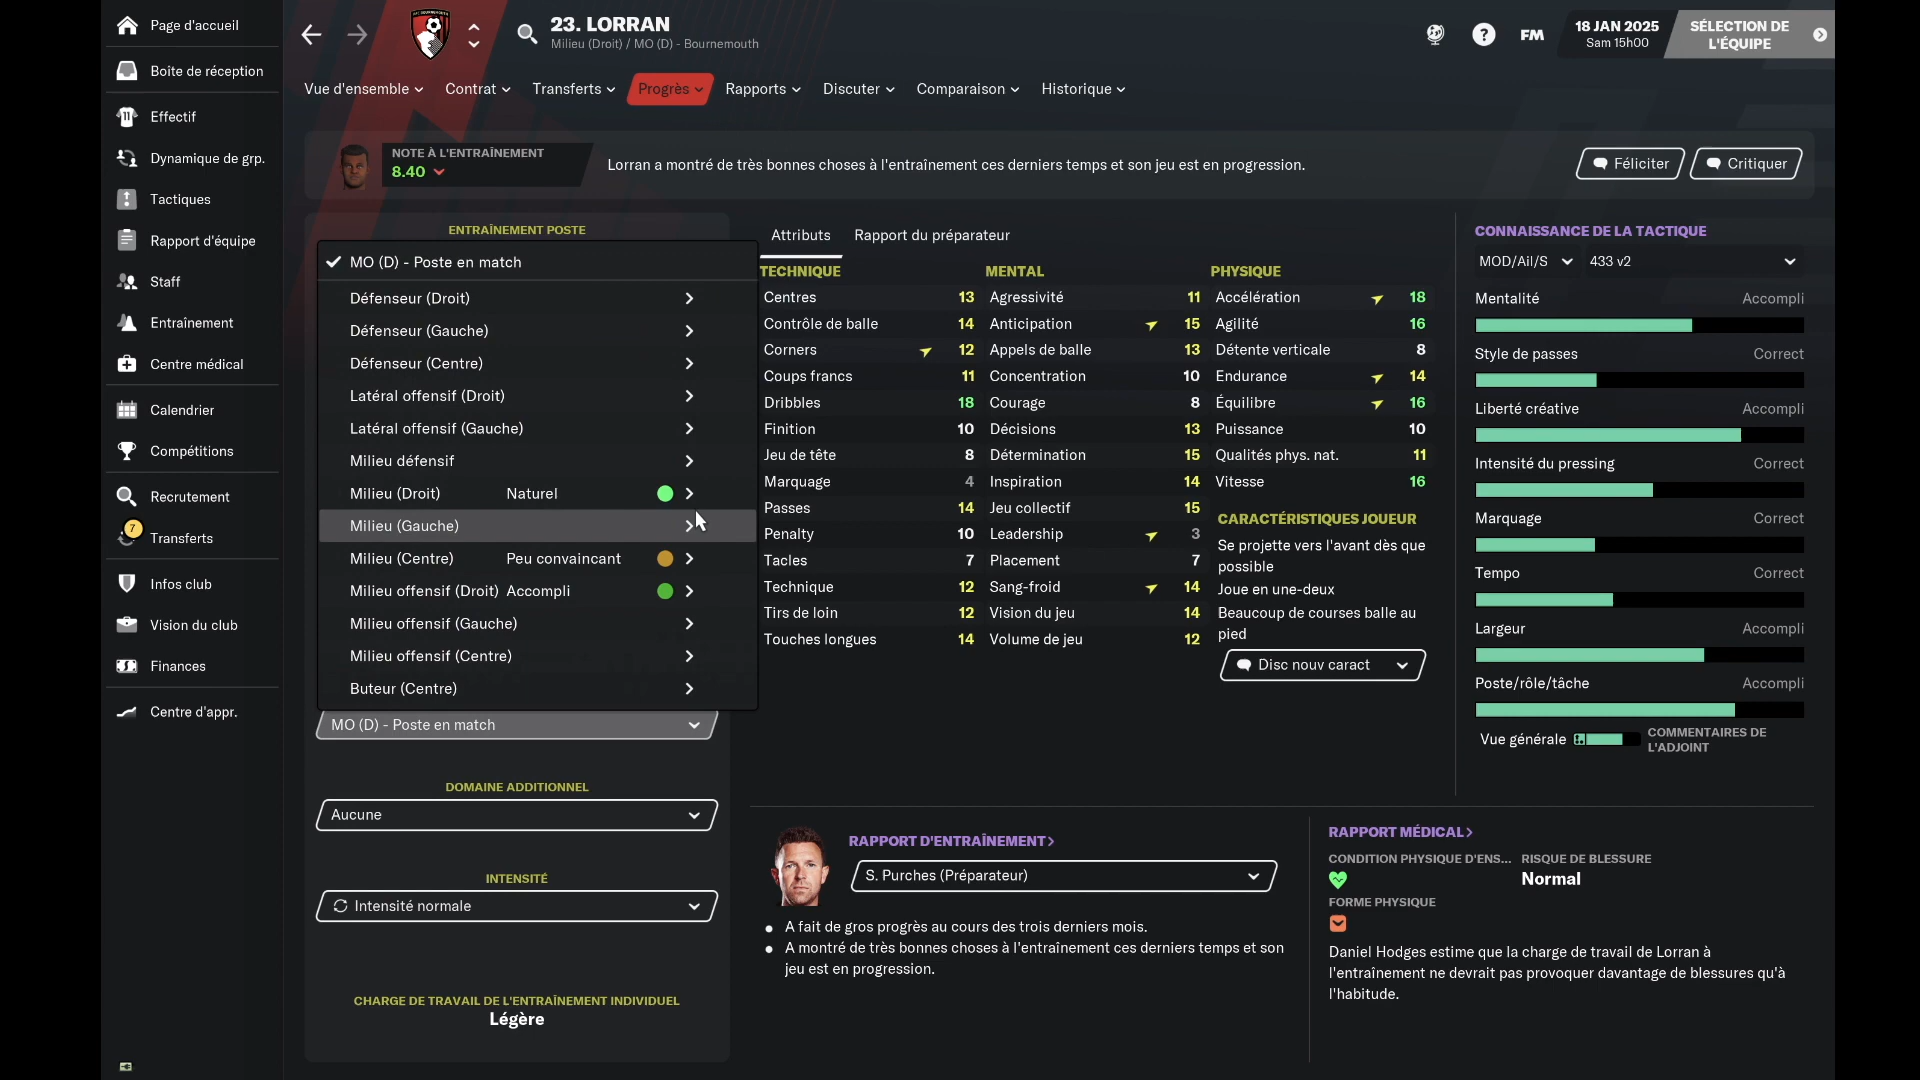 Page d'accueil
Boîte de réception
Effectif
Dynamique de grp.
Tactiques
Rapport d'équipe
Staff
Entraînement
Centre médical
Calendrier
Compétitions
Recrutement
7
Transferts
Infos club
Vision du club
Finances
Centre d'appr.
23. LORRAN
Milieu (Droit) / MO (D) - Bournemouth
FM
18 JAN 2025
Sam 15h00
SÉLECTION DE
L'ÉQUIPE
Vue d'ensemble
Contrat
Transferts
Progrès
Rapports
Discuter
Comparaison
Historique
NOTE À L'ENTRAÎNEMENT
8.40
Lorran a montré de très bonnes choses à l'entraînement ces derniers temps et son jeu est en progression.
Féliciter
Critiquer
ENTRAÎNEMENT POSTE
MO (D) - Poste en match
Défenseur (Droit)
Défenseur (Gauche)
Défenseur (Centre)
Latéral offensif (Droit)
Latéral offensif (Gauche)
Milieu défensif
Milieu (Droit) Naturel
Milieu (Gauche)
Milieu (Centre) Peu convaincant
Milieu offensif (Droit) Accompli
Milieu offensif (Gauche)
Milieu offensif (Centre)
Buteur (Centre)
MO (D) - Poste en match
DOMAINE ADDITIONNEL
Aucune
INTENSITÉ
Intensité normale
CHARGE DE TRAVAIL DE L'ENTRAÎNEMENT INDIVIDUEL
Légère
Attributs
Rapport du préparateur
TECHNIQUE
Centres 13
Contrôle de balle 14
Corners 12
Coups francs 11
Dribbles 18
Finition 10
Jeu de tête 8
Marquage 4
Passes 14
Penalty 10
Tacles 7
Technique 12
Tirs de loin 12
Touches longues 14
MENTAL
Agressivité 11
Anticipation 15
Appels de balle 13
Concentration 10
Courage 8
Décisions 13
Détermination 15
Inspiration 14
Jeu collectif 15
Leadership 3
Placement 7
Sang-froid 14
Vision du jeu 14
Volume de jeu 12
PHYSIQUE
Accélération 18
Agilité 16
Détente verticale 8
Endurance 14
Équilibre 16
Puissance 10
Qualités phys. nat. 11
Vitesse 16
CARACTÉRISTIQUES JOUEUR
Se projette vers l'avant dès que
possible
Joue en une-deux
Beaucoup de courses balle au
pied
Disc nouv caract
CONNAISSANCE DE LA TACTIQUE
MOD/Ail/S
433 v2
Mentalité Accompli
Style de passes Correct
Liberté créative Accompli
Intensité du pressing Correct
Marquage Correct
Tempo Correct
Largeur Accompli
Poste/rôle/tâche Accompli
Vue générale
COMMENTAIRES DE
L'ADJOINT
RAPPORT D'ENTRAÎNEMENT
S. Purches (Préparateur)
A fait de gros progrès au cours des trois derniers mois.
A montré de très bonnes choses à l'entraînement ces derniers temps et son
jeu est en progression.
RAPPORT MÉDICAL
CONDITION PHYSIQUE D'ENS...
RISQUE DE BLESSURE
Normal
FORME PHYSIQUE
Daniel Hodges estime que la charge de travail de Lorran à
l'entraînement ne devrait pas provoquer davantage de blessures qu'à
l'habitude.